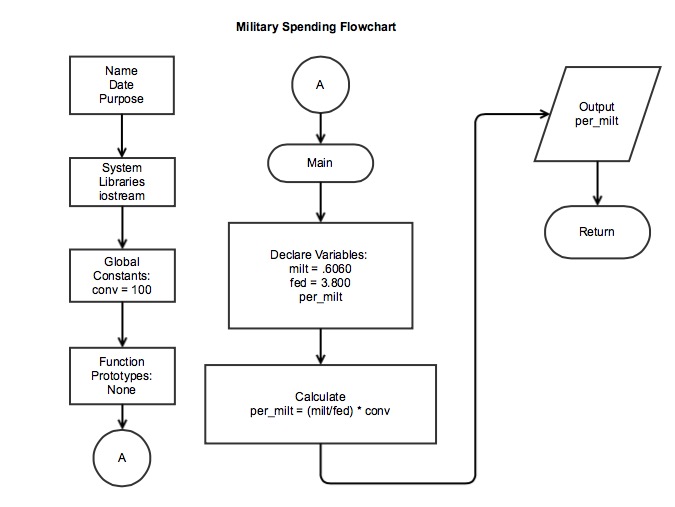 Military Spending Flowchart
Name
Date
Purpose
System
Libraries
iostream
Global
Constants:
conv = 100
Function
Prototypes:
None
A
A
Main
Declare Variables:
milt = .6060
fed = 3.800
per_milt
Calculate
per_milt = (milt/fed) * conv
Output
per_milt
Return